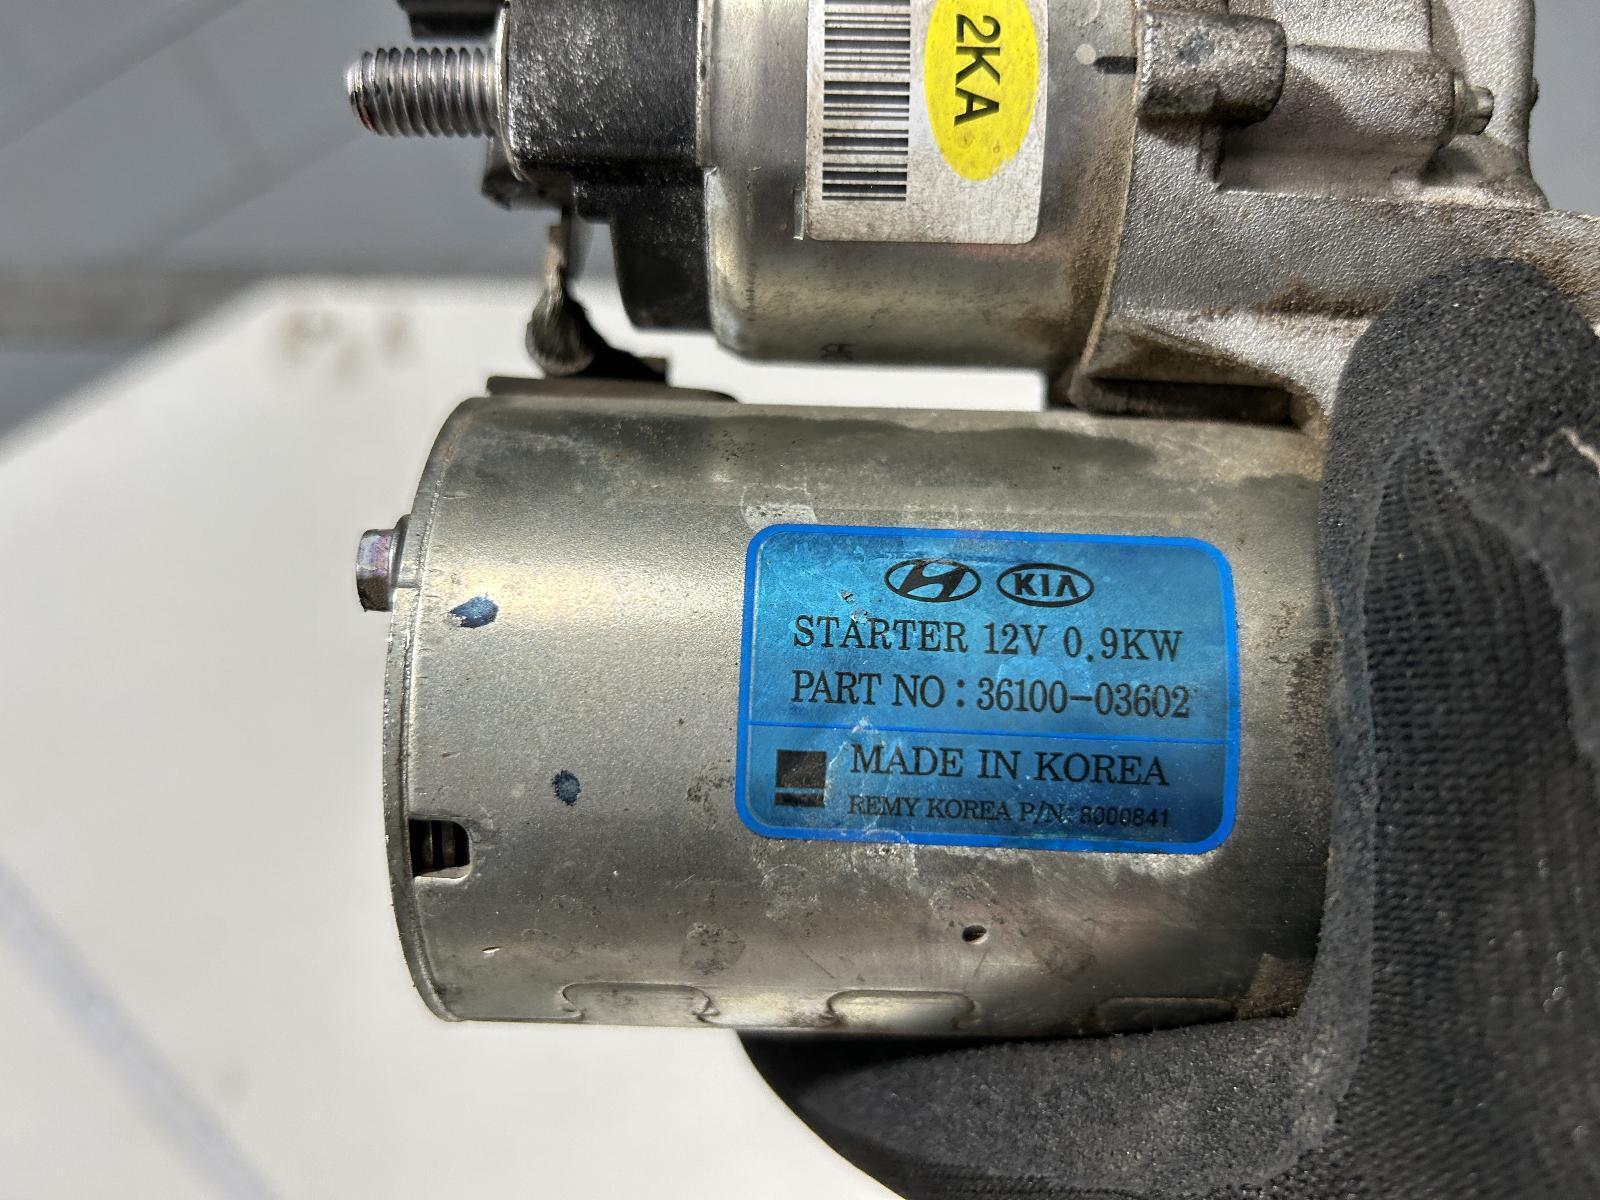 2KA
KIA
STARTER 12V 0.9KW
PART NO : 36100-03602
MADE IN KOREA
REMY KOREA P/N: 8000841